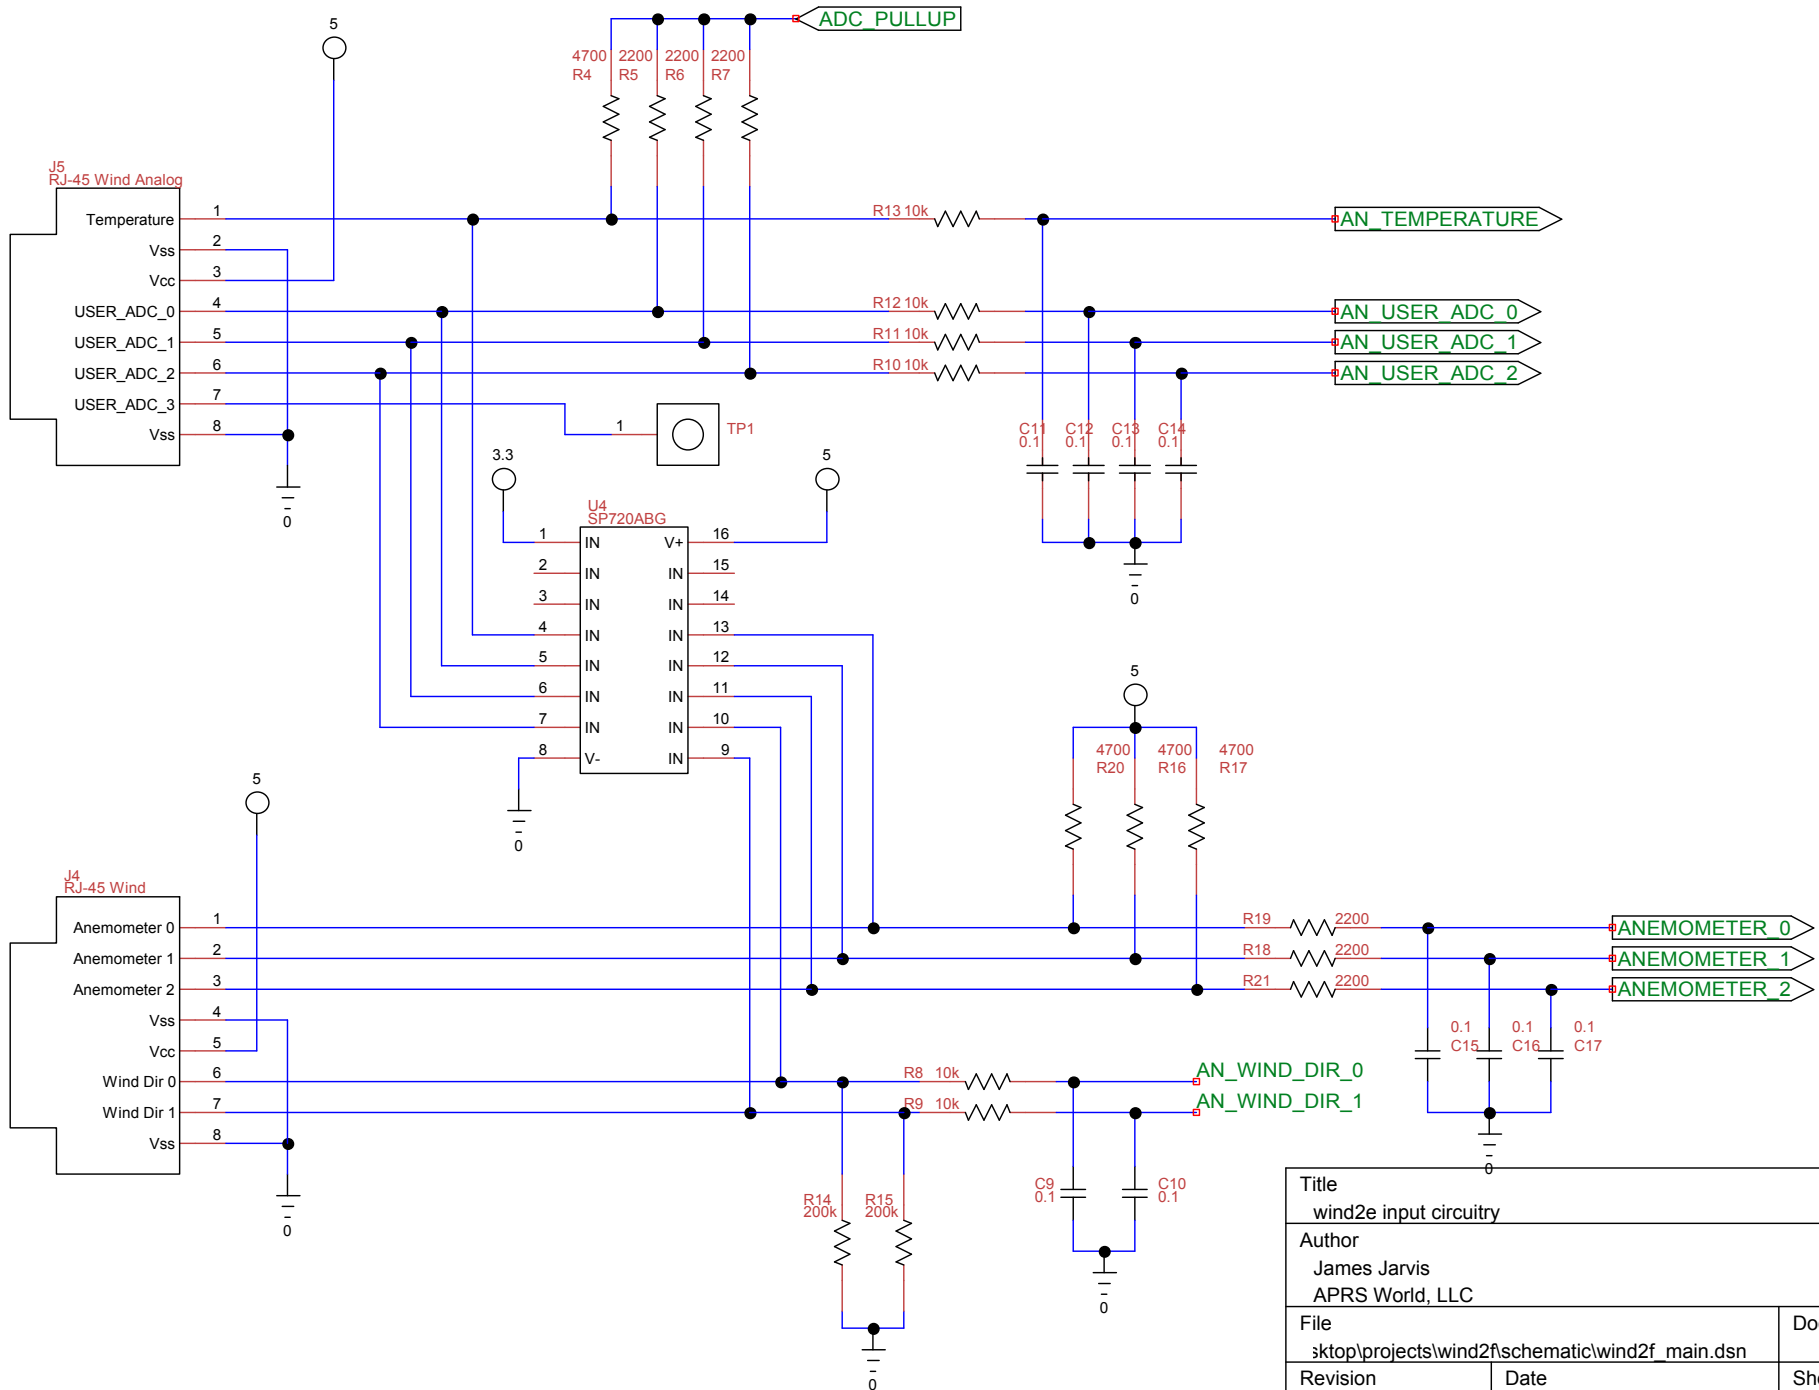 ADC_PULLUP
5
4700 2200 2200 2200
R4 R5 R6 R7
J5
RJ-45 Wind Analog
Temperature 1
Vss 2
Vcc 3
USER_ADC_0 4
USER_ADC_1 5
USER_ADC_2 6
USER_ADC_3 7
Vss 8
0
R13 10k
AN_TEMPERATURE
R12 10k
AN_USER_ADC_0
R11 10k
AN_USER_ADC_1
R10 10k
AN_USER_ADC_2
1 TP1
C11 C12 C13 C14
0.1 0.1 0.1 0.1
0
3.3
5
U4
SP720ABG
1 IN V+ 16
2 IN IN 15
3 IN IN 14
4 IN IN 13
5 IN IN 12
6 IN IN 11
7 IN IN 10
8 V- IN 9
0
5
4700 4700 4700
R20 R16 R17
5
J4
RJ-45 Wind
Anemometer 0 1
Anemometer 1 2
Anemometer 2 3
Vss 4
Vcc 5
Wind Dir 0 6
Wind Dir 1 7
Vss 8
0
R19 2200
ANEMOMETER_0
R18 2200
ANEMOMETER_1
R21 2200
ANEMOMETER_2
0.1 0.1 0.1
C15 C16 C17
0
R8 10k
AN_WIND_DIR_0
R9 10k
AN_WIND_DIR_1
R14 R15
200k 200k
0
C9 C10
0.1 0.1
0
Title
wind2e input circuitry
Author
James Jarvis
APRS World, LLC
File
sktop\projects\wind2f\schematic\wind2f_main.dsn
Revision Date